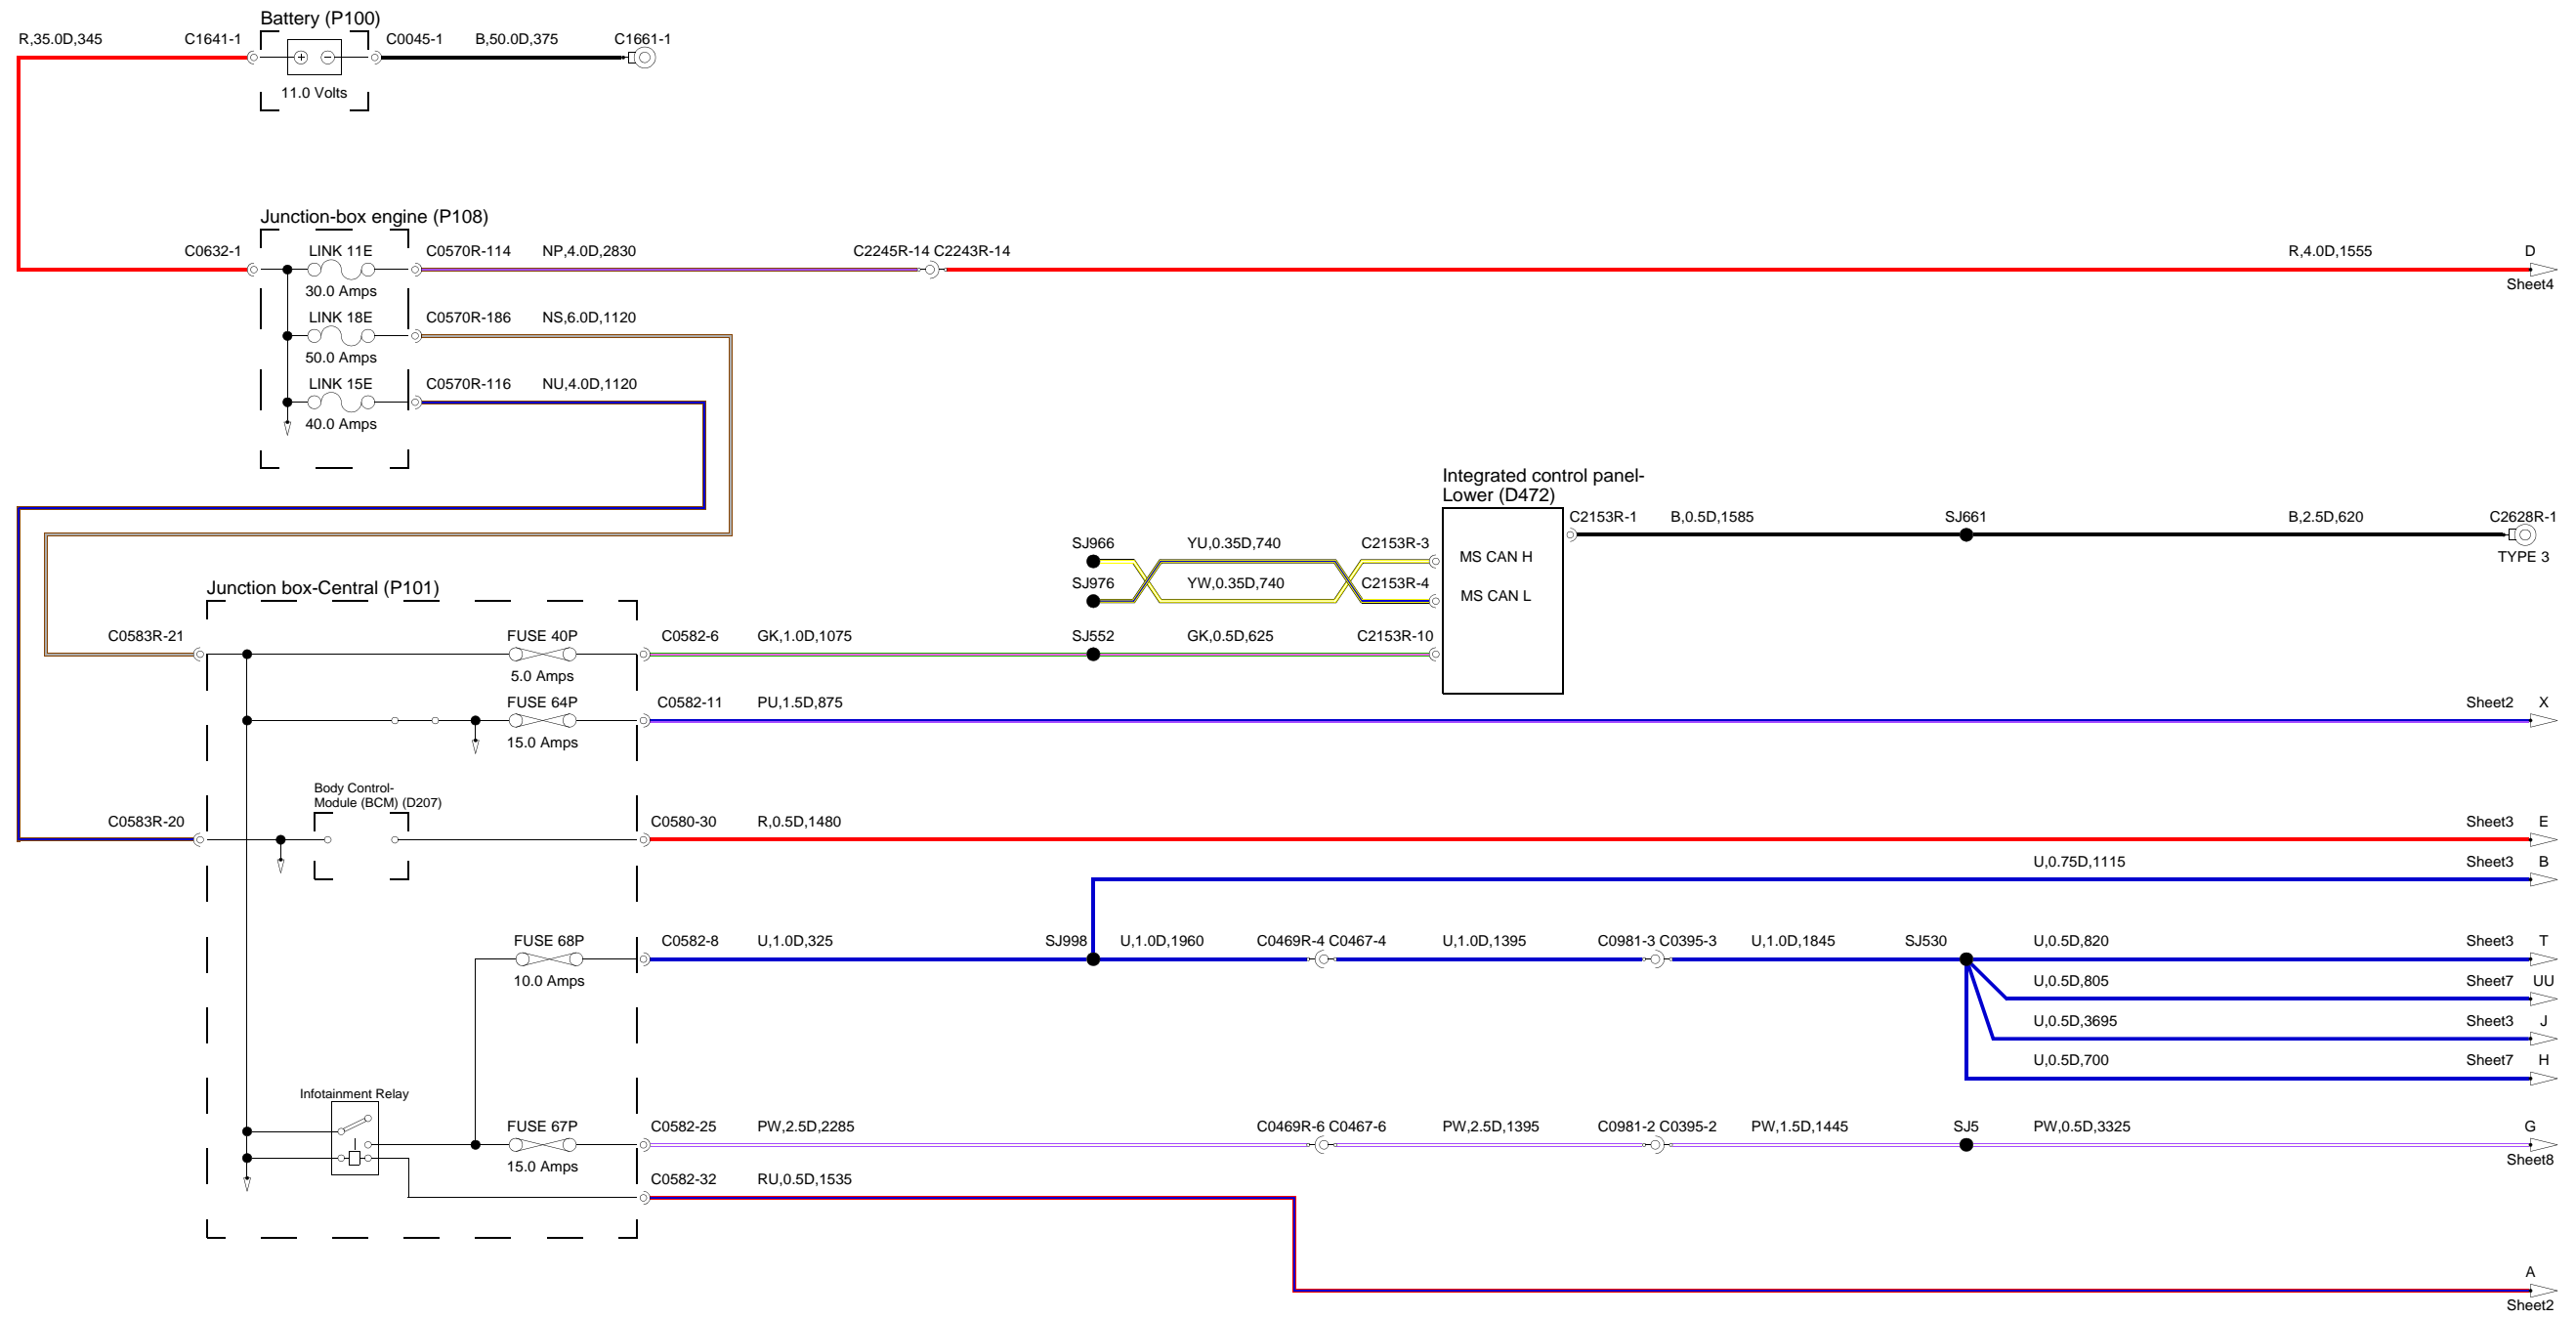 Battery (P100)
R,35.0D,345
C1641-1
C0045-1
B,50.0D,375
C1661-1
11.0 Volts
Junction-box engine (P108)
C0632-1
LINK 11E
C0570R-114
NP,4.0D,2830
C2245R-14 C2243R-14
R,4.0D,1555
D
30.0 Amps
Sheet4
LINK 18E
C0570R-186
NS,6.0D,1120
50.0 Amps
LINK 15E
C0570R-116
NU,4.0D,1120
40.0 Amps
Integrated control panel-
Lower (D472)
C2153R-1
B,0.5D,1585
SJ661
B,2.5D,620
C2628R-1
TYPE 3
SJ966
YU,0.35D,740
C2153R-3
MS CAN H
SJ976
YW,0.35D,740
C2153R-4
MS CAN L
Junction box-Central (P101)
C0583R-21
FUSE 40P
C0582-6
GK,1.0D,1075
SJ552
GK,0.5D,625
C2153R-10
5.0 Amps
FUSE 64P
C0582-11
PU,1.5D,875
Sheet2
X
15.0 Amps
Body Control-
Module (BCM) (D207)
C0583R-20
C0580-30
R,0.5D,1480
Sheet3
E
U,0.75D,1115
Sheet3
B
FUSE 68P
C0582-8
U,1.0D,325
SJ998
U,1.0D,1960
C0469R-4 C0467-4
U,1.0D,1395
C0981-3 C0395-3
U,1.0D,1845
SJ530
U,0.5D,820
Sheet3
T
10.0 Amps
U,0.5D,805
Sheet7
UU
U,0.5D,3695
Sheet3
J
U,0.5D,700
Sheet7
H
Infotainment Relay
FUSE 67P
C0582-25
PW,2.5D,2285
C0469R-6 C0467-6
PW,2.5D,1395
C0981-2 C0395-2
PW,1.5D,1445
SJ5
PW,0.5D,3325
G
15.0 Amps
Sheet8
C0582-32
RU,0.5D,1535
A
Sheet2